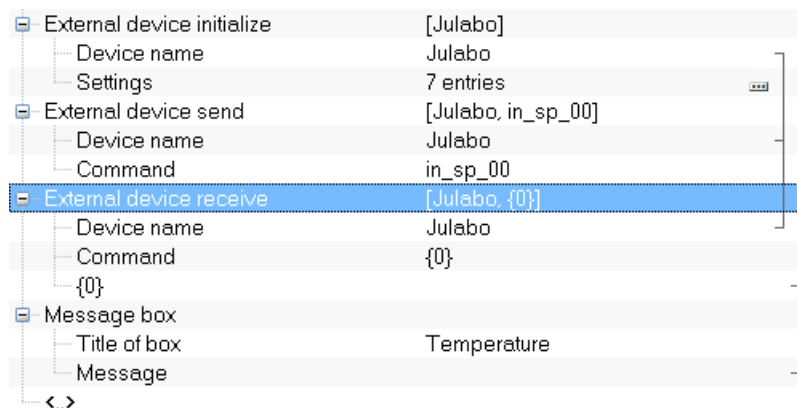 External device initialize [Julabo]
Device name Julabo
Settings 7 entries
External device send [Julabo, in_sp_00]
Device name Julabo
Command in_sp_00
External device receive [Julabo, {0}]
Device name Julabo
Command {0}
{0}
Message box
Title of box Temperature
Message
<..>